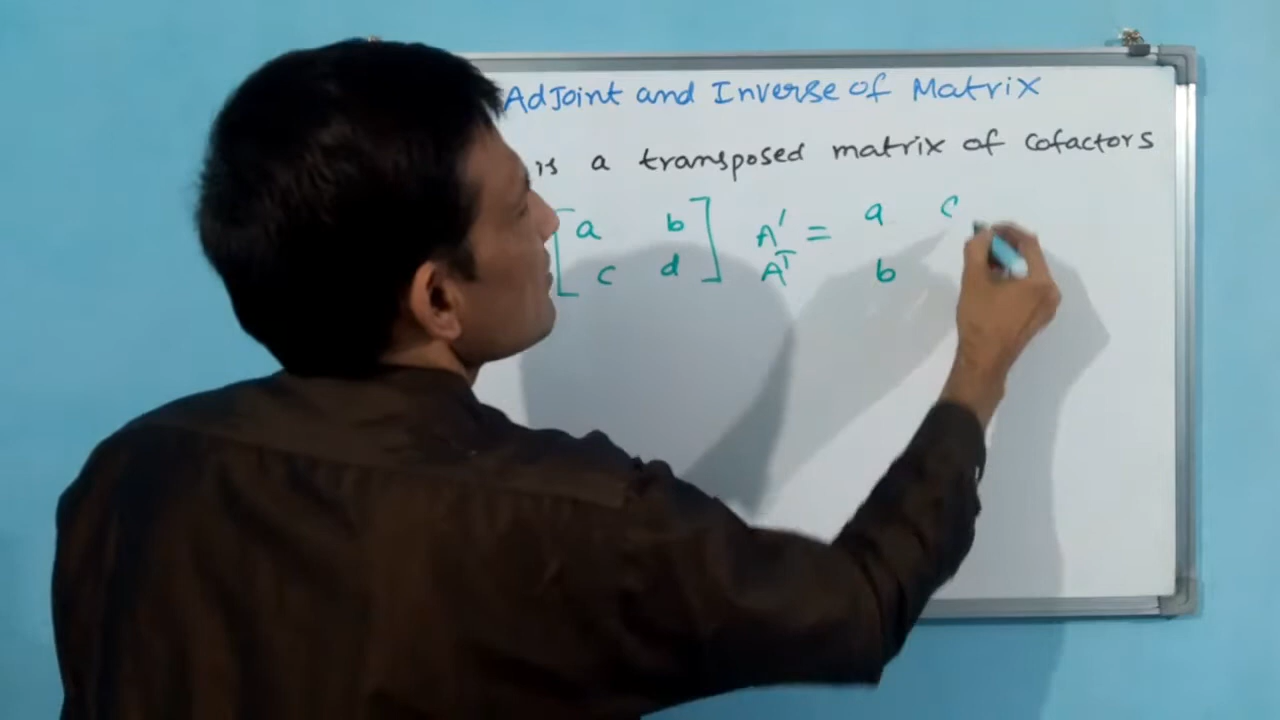 AdJoint and Inverse of Matrix
is a transposed matrix of cofactors
a b A' = a c
c d A^T b